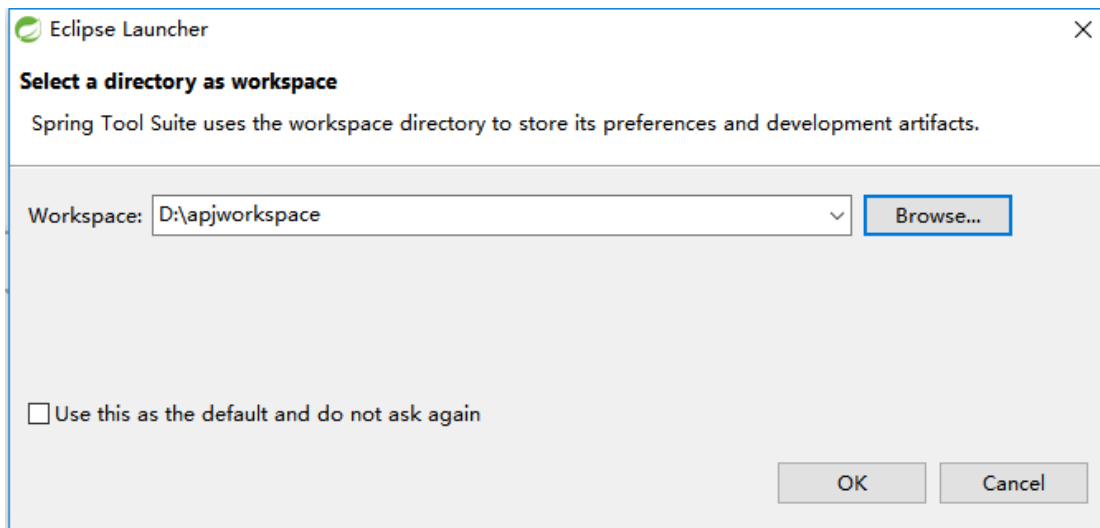 Eclipse Launcher
Select a directory as workspace
Spring Tool Suite uses the workspace directory to store its preferences and development artifacts.
Workspace: D:\apjworkspace Browse...
Use this as the default and do not ask again
OK Cancel